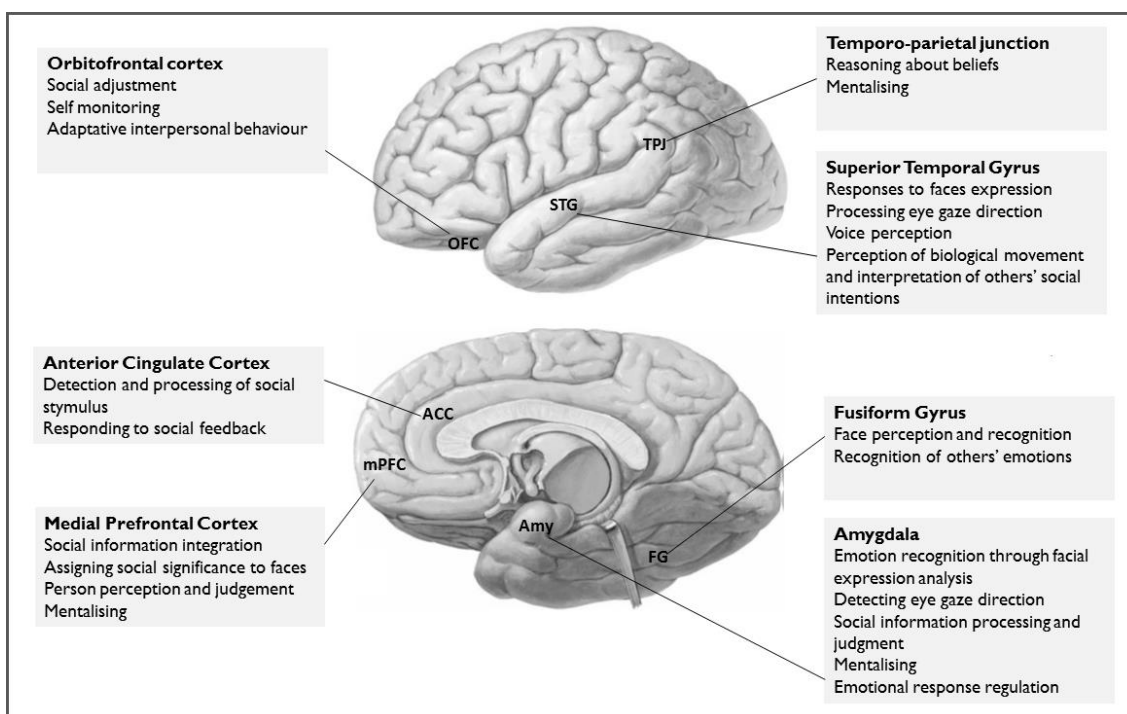 Orbitofrontal cortex
Social adjustment
Self monitoring
Adaptative interpersonal behaviour
Temporo-parietal junction
Reasoning about beliefs
Mentalising
TPJ
STG
OFC
Superior Temporal Gyrus
Responses to faces expression
Processing eye gaze direction
Voice perception
Perception of biological movement
and interpretation of others’ social
intentions
Anterior Cingulate Cortex
Detection and processing of social
stymulus
Responding to social feedback
Medial Prefrontal Cortex
Social information integration
Assigning social significance to faces
Person perception and judgement
Mentalising
ACC
mPFC
Amy
FG
Fusiform Gyrus
Face perception and recognition
Recognition of others’ emotions
Amygdala
Emotion recognition through facial
expression analysis
Detecting eye gaze direction
Social information processing and
judgment
Mentalising
Emotional response regulation